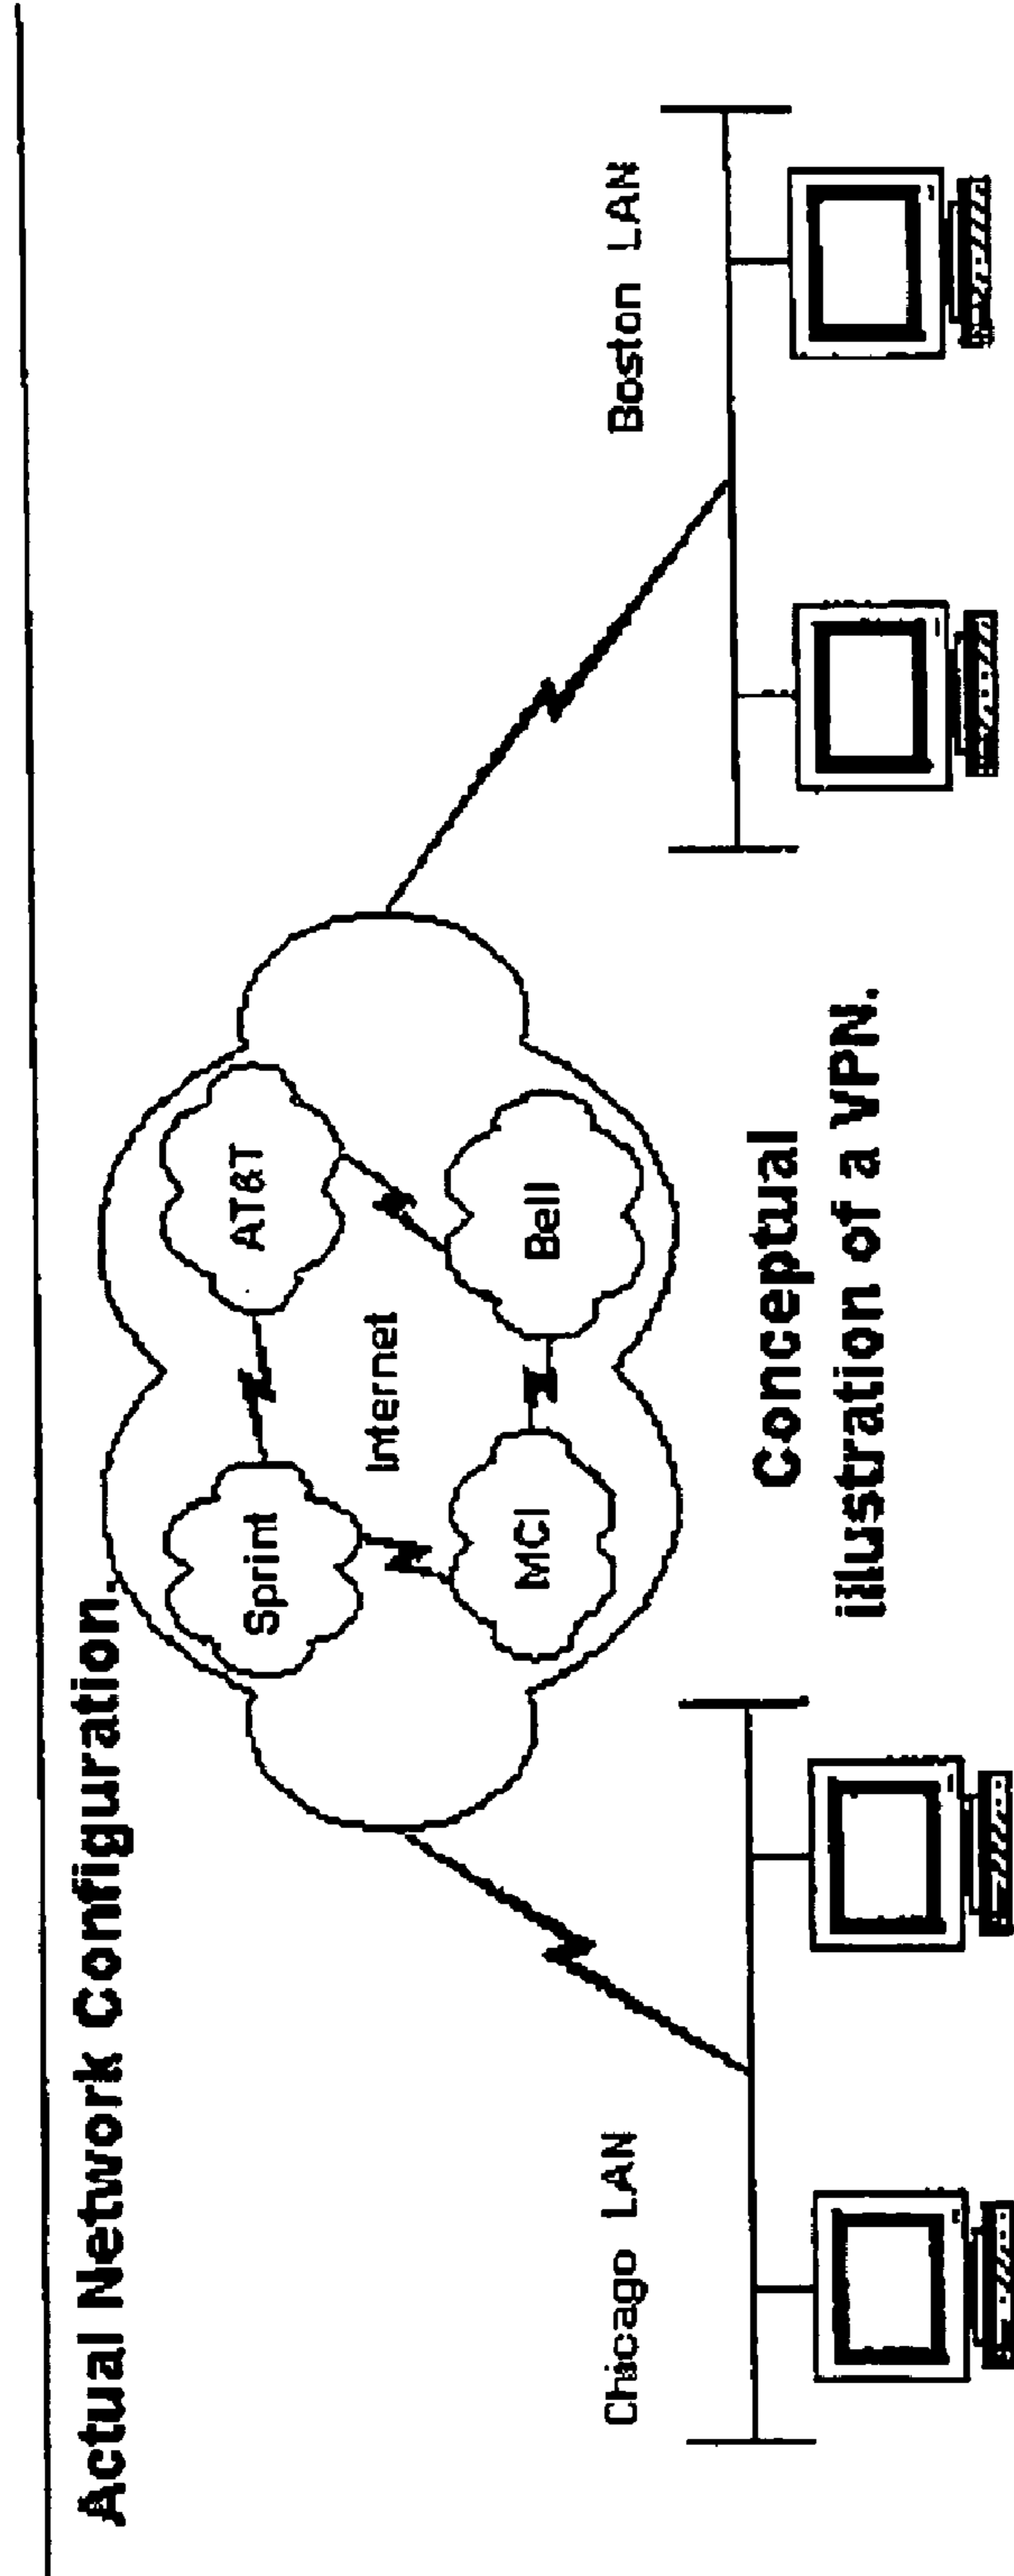 Actual Network Configuration.
Sprint
AT&T
Internet
MCI
Bell
Chicago LAN
Boston LAN
Conceptual
illustration of a VPN.